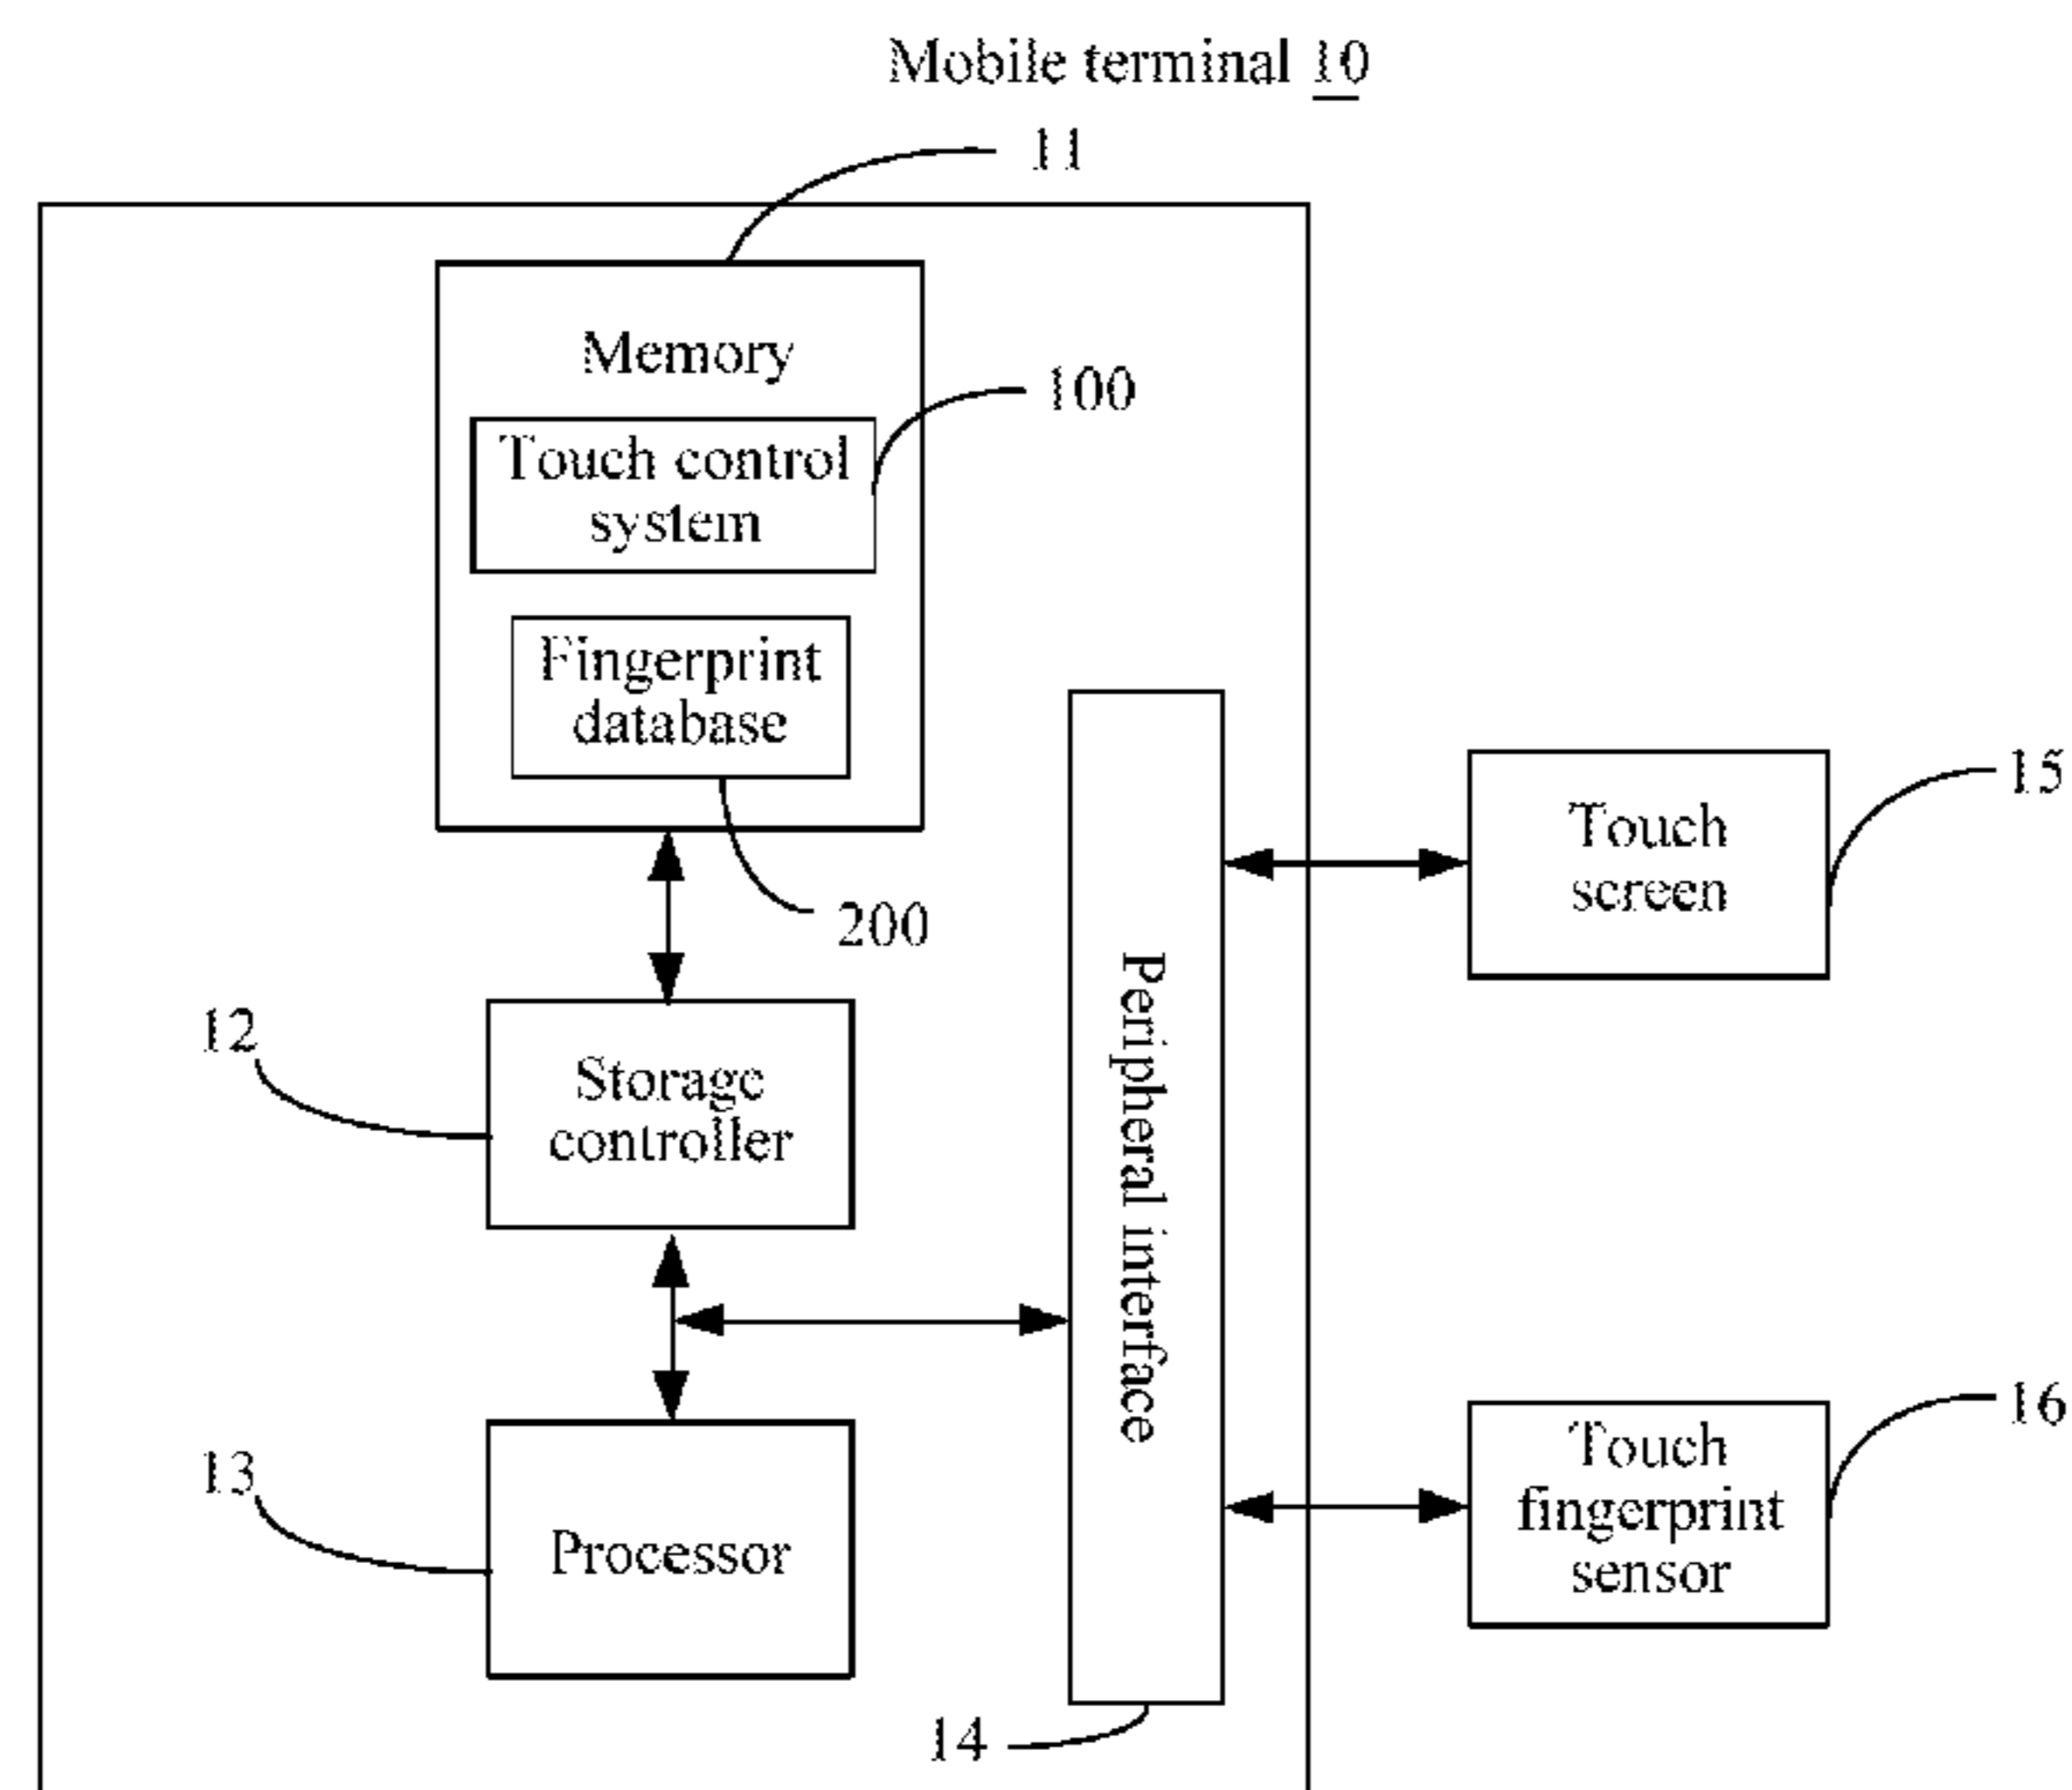 Mobile terminal 10
11
Memory
100
Touch control
system
Fingerprint
database
200
15
Touch
screen
12
Storage
controller
Peripheral interface
13
Processor
16
Touch
fingerprint
sensor
14